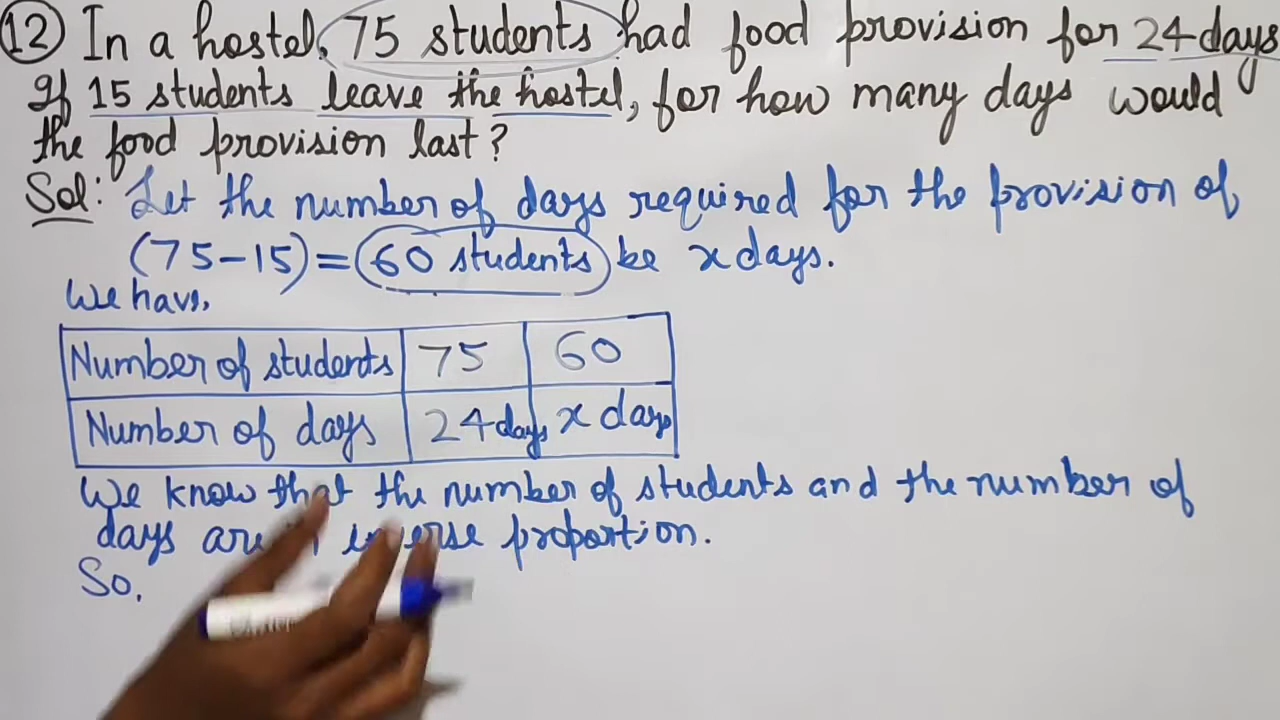 12 In a hostel, 75 students had food provision for 24 days
If 15 students leave the hostel, for how many days would
the food provision last?
Sol: Let the number of days required for the provision of
(75-15)=60 students be x days.
We have,
Number of students 75 60
Number of days 24days x days
We know that the number of students and the number of
days are inverse proportion.
So,